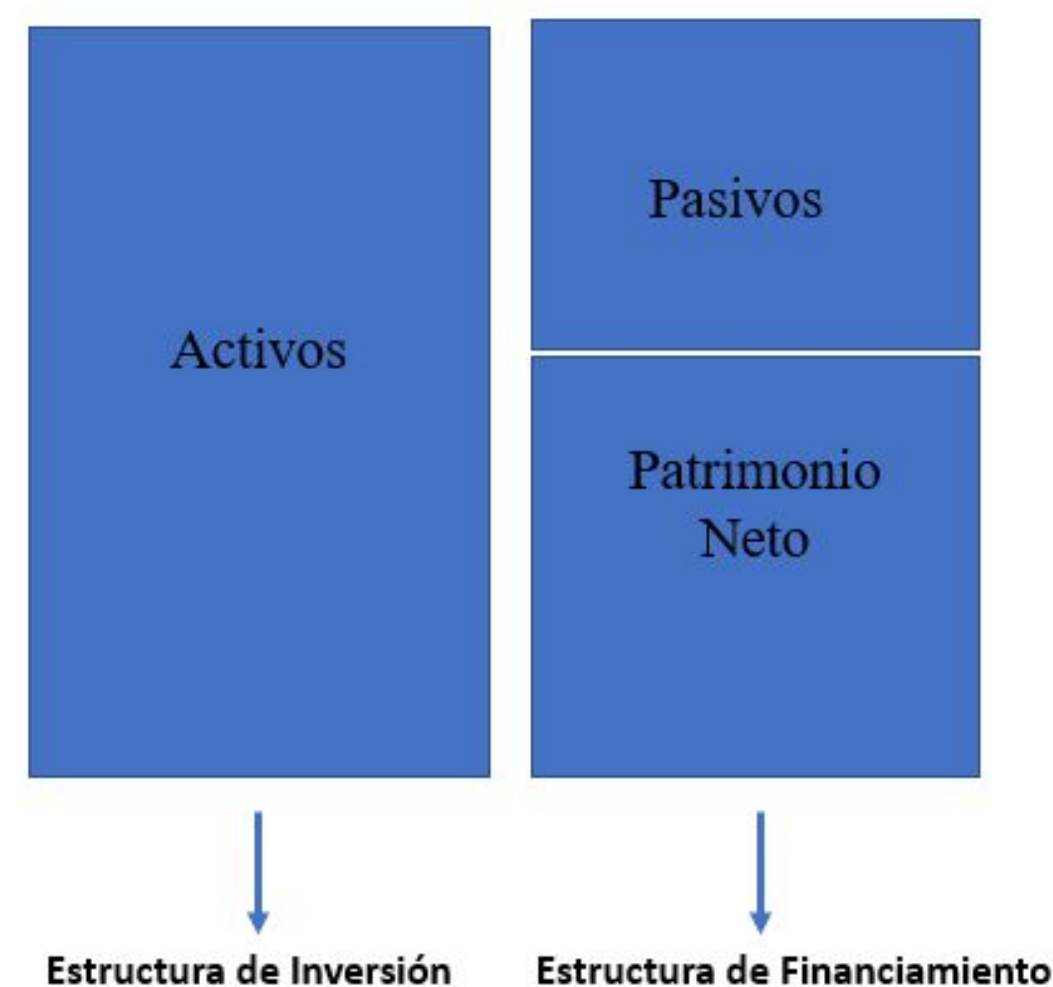 Activos
Pasivos
Patrimonio
Neto
Estructura de Inversión
Estructura de Financiamiento